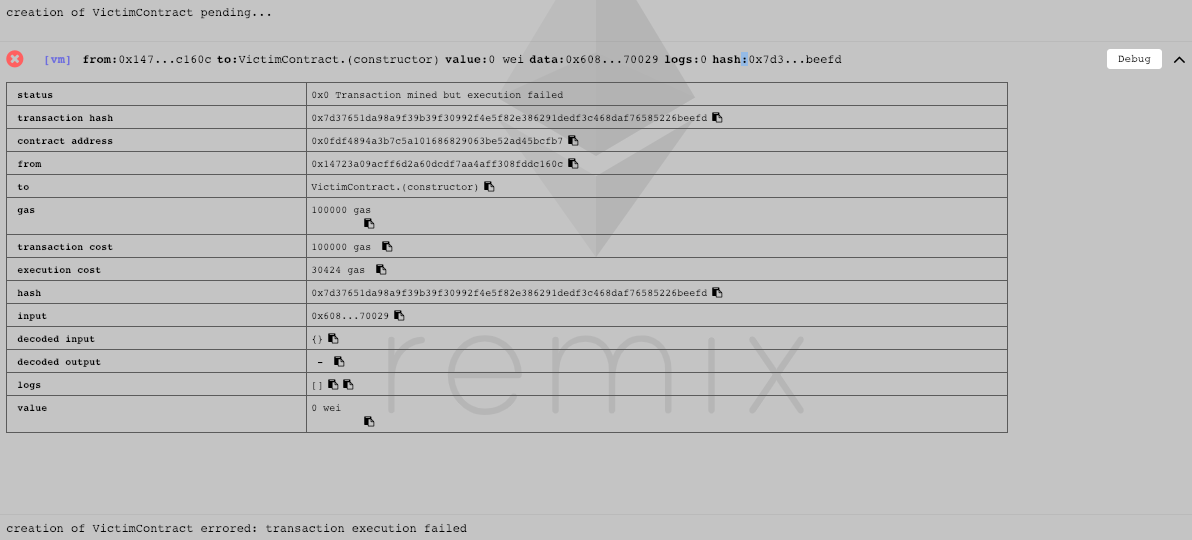 creation of VictimContract pending...
[vm] from:0x147...c160c to:VictimContract.(constructor) value:0 wei data:0x608...70029 logs:0 hash:0x7d3...beefd Debug
status 0x0 Transaction mined but execution failed
transaction hash 0x7d37651da98a9f39b39f30992f4e5f82e386291dedf3c468daf76585226beefd
contract address 0x0fdf4894a3b7c5a101686829063be52ad45bcfb7
from 0x14723a09acff6d2a60dcdf7aa4aff308fddc160c
to VictimContract.(constructor)
gas 100000 gas
transaction cost 100000 gas
execution cost 30424 gas
hash 0x7d37651da98a9f39b39f30992f4e5f82e386291dedf3c468daf76585226beefd
input 0x608...70029
decoded input {}
decoded output -
logs []
value 0 wei
remix
creation of VictimContract errored: transaction execution failed